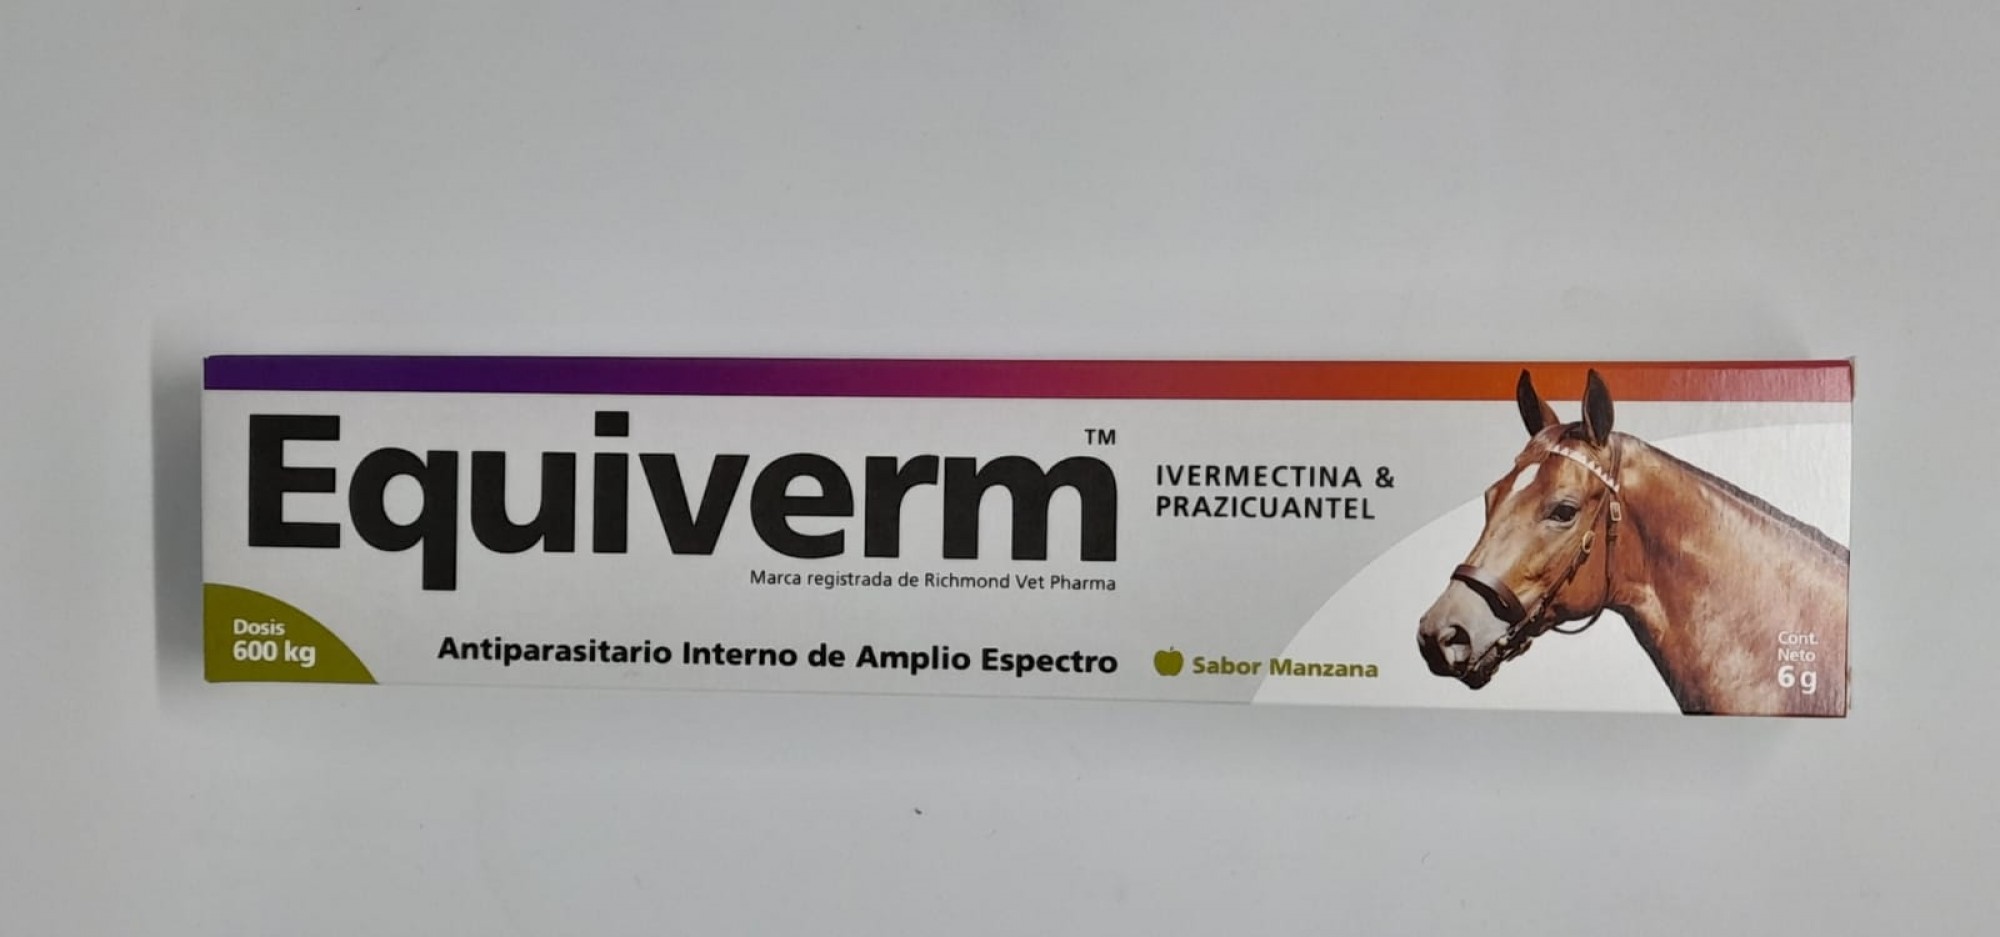 Equiverm™
IVERMECTINA &
PRAZICUANTEL
Marca registrada de Richmond Vet Pharma
Dosis
600 kg
Antiparasitario Interno de Amplio Espectro
Sabor Manzana
Cont.
Neto
6 g